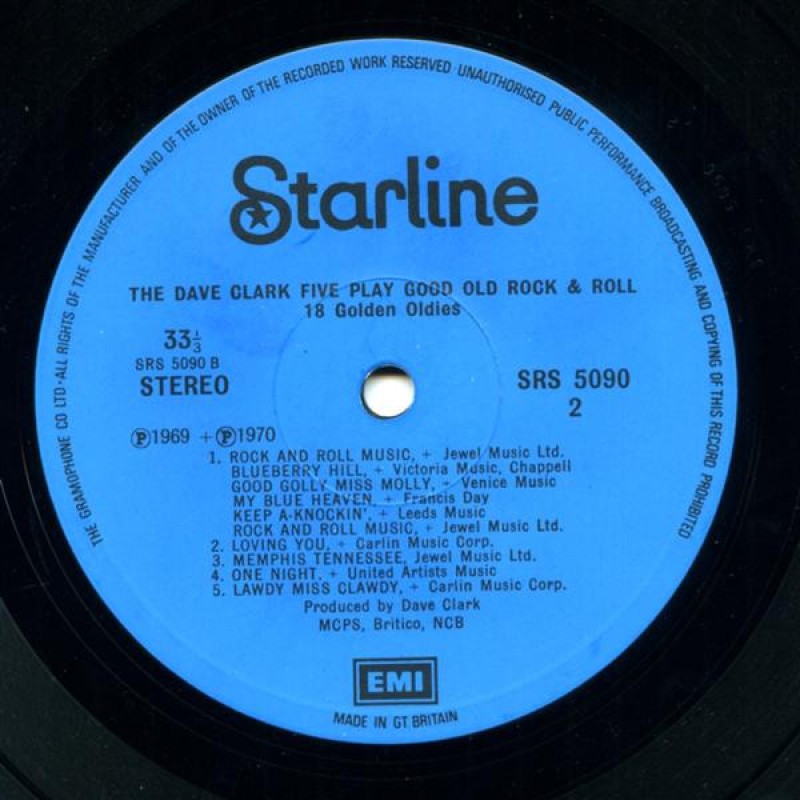 THE GRAMOPHONE CO LTD·ALL RIGHTS OF THE MANUFACTURER AND OF THE OWNER OF THE RECORDED WORK RESERVED UNAUTHORISED PUBLIC PERFORMANCE BROADCASTING AND COPYING OF THIS RECORD PROHIBITED
Starline
THE DAVE CLARK FIVE PLAY GOOD OLD ROCK & ROLL
18 Golden Oldies
33⅓
SRS 5090 B
STEREO
SRS 5090
2
℗1969 + ℗1970
1. ROCK AND ROLL MUSIC, + Jewel Music Ltd.
BLUEBERRY HILL, + Victoria Music, Chappell
GOOD GOLLY MISS MOLLY, + Venice Music
MY BLUE HEAVEN, + Francis Day
KEEP A-KNOCKIN', + Leeds Music
ROCK AND ROLL MUSIC, + Jewel Music Ltd.
2. LOVING YOU, + Carlin Music Corp.
3. MEMPHIS TENNESSEE, Jewel Music Ltd.
4. ONE NIGHT, + United Artists Music
5. LAWDY MISS CLAWDY, + Carlin Music Corp.
Produced by Dave Clark
MCPS, Britico, NCB
EMI
MADE IN GT BRITAIN